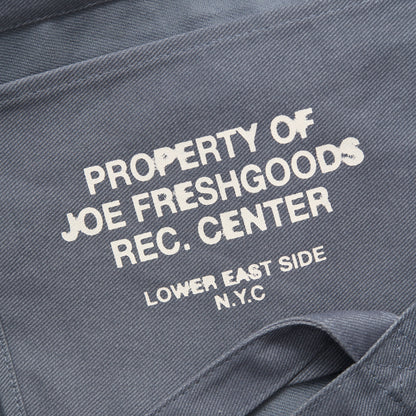 PROPERTY OF
JOE FRESHGOODS
REC. CENTER
LOWER EAST SIDE
N.Y.C